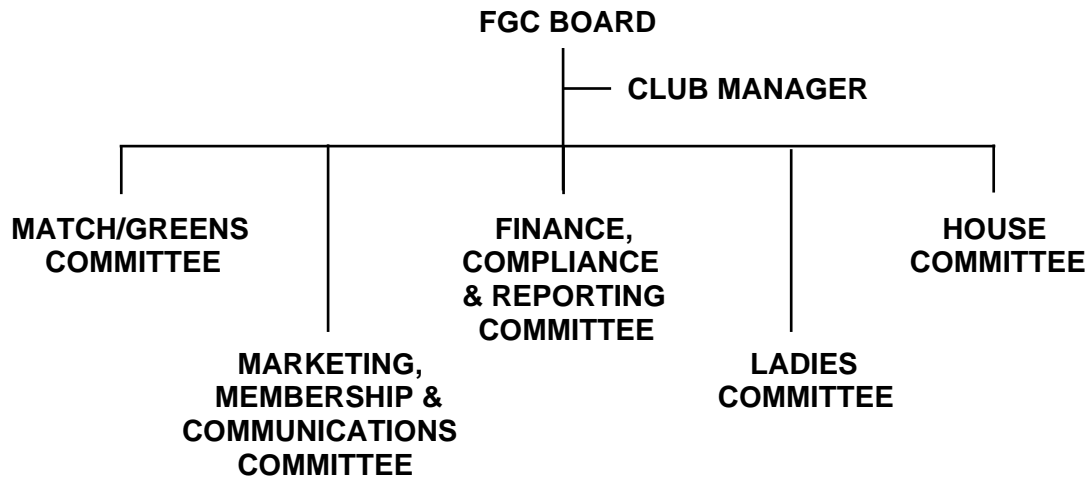 FGC BOARD
CLUB MANAGER
MATCH/GREENS
COMMITTEE
FINANCE,
COMPLIANCE
& REPORTING
COMMITTEE
HOUSE
COMMITTEE
MARKETING,
MEMBERSHIP &
COMMUNICATIONS
COMMITTEE
LADIES
COMMITTEE